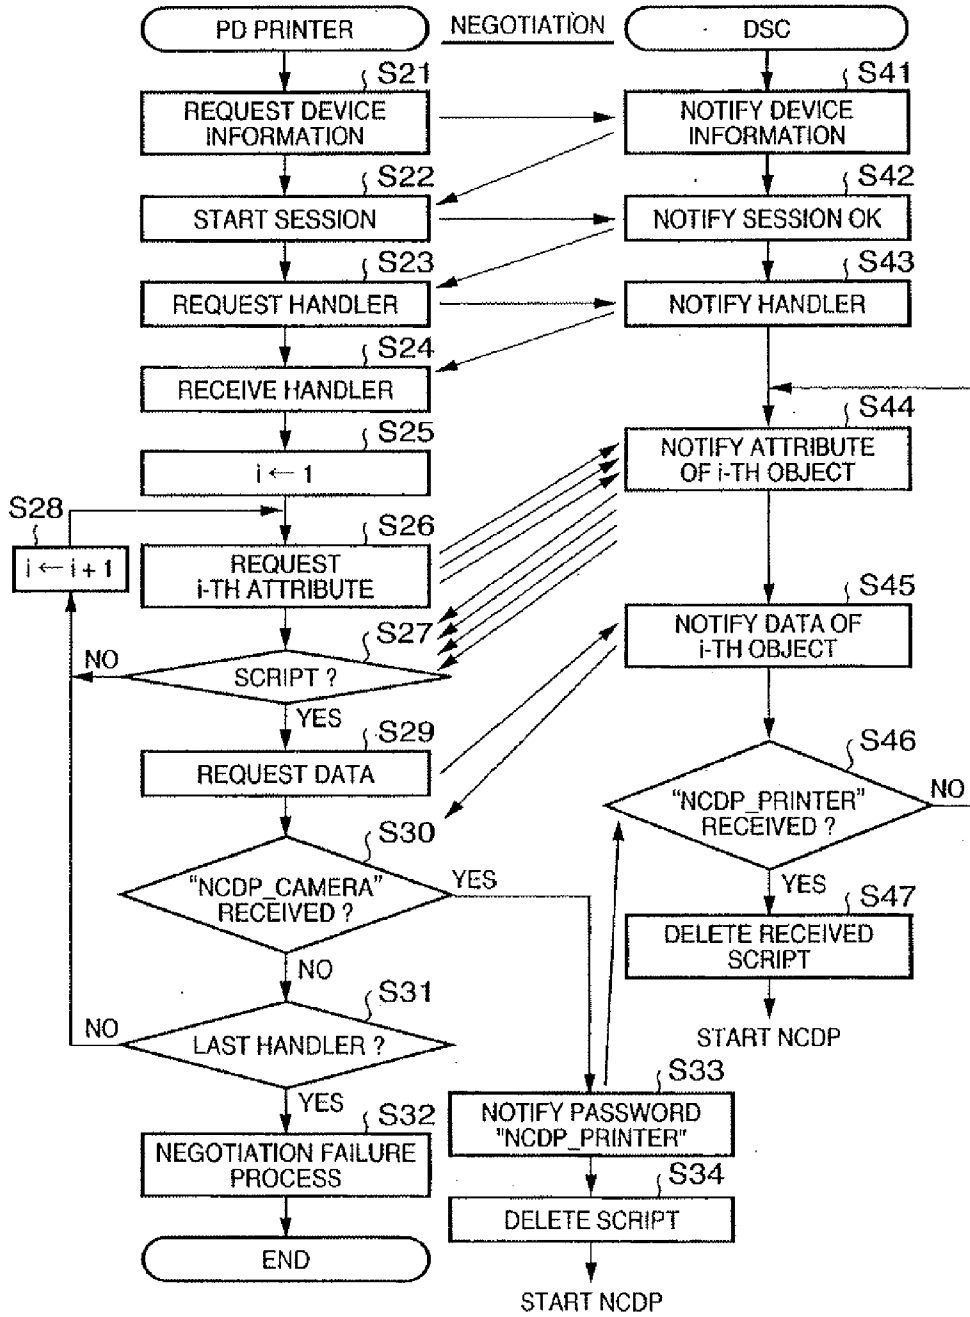 PD PRINTER
NEGOTIATION
DSC
S21
REQUEST DEVICE
INFORMATION
S41
NOTIFY DEVICE
INFORMATION
S22
START SESSION
S42
NOTIFY SESSION OK
S23
REQUEST HANDLER
S43
NOTIFY HANDLER
S24
RECEIVE HANDLER
S25
i ← 1
S44
NOTIFY ATTRIBUTE
OF i-TH OBJECT
S28
i ← i + 1
S26
REQUEST
i-TH ATTRIBUTE
S45
NOTIFY DATA OF
i-TH OBJECT
S27
SCRIPT ?
NO
YES
S29
REQUEST DATA
S46
"NCDP_PRINTER"
RECEIVED ?
NO
YES
S30
"NCDP_CAMERA"
RECEIVED ?
YES
NO
S47
DELETE RECEIVED
SCRIPT
START NCDP
S31
LAST HANDLER ?
NO
YES
S33
NOTIFY PASSWORD
"NCDP_PRINTER"
S32
NEGOTIATION FAILURE
PROCESS
S34
DELETE SCRIPT
END
START NCDP